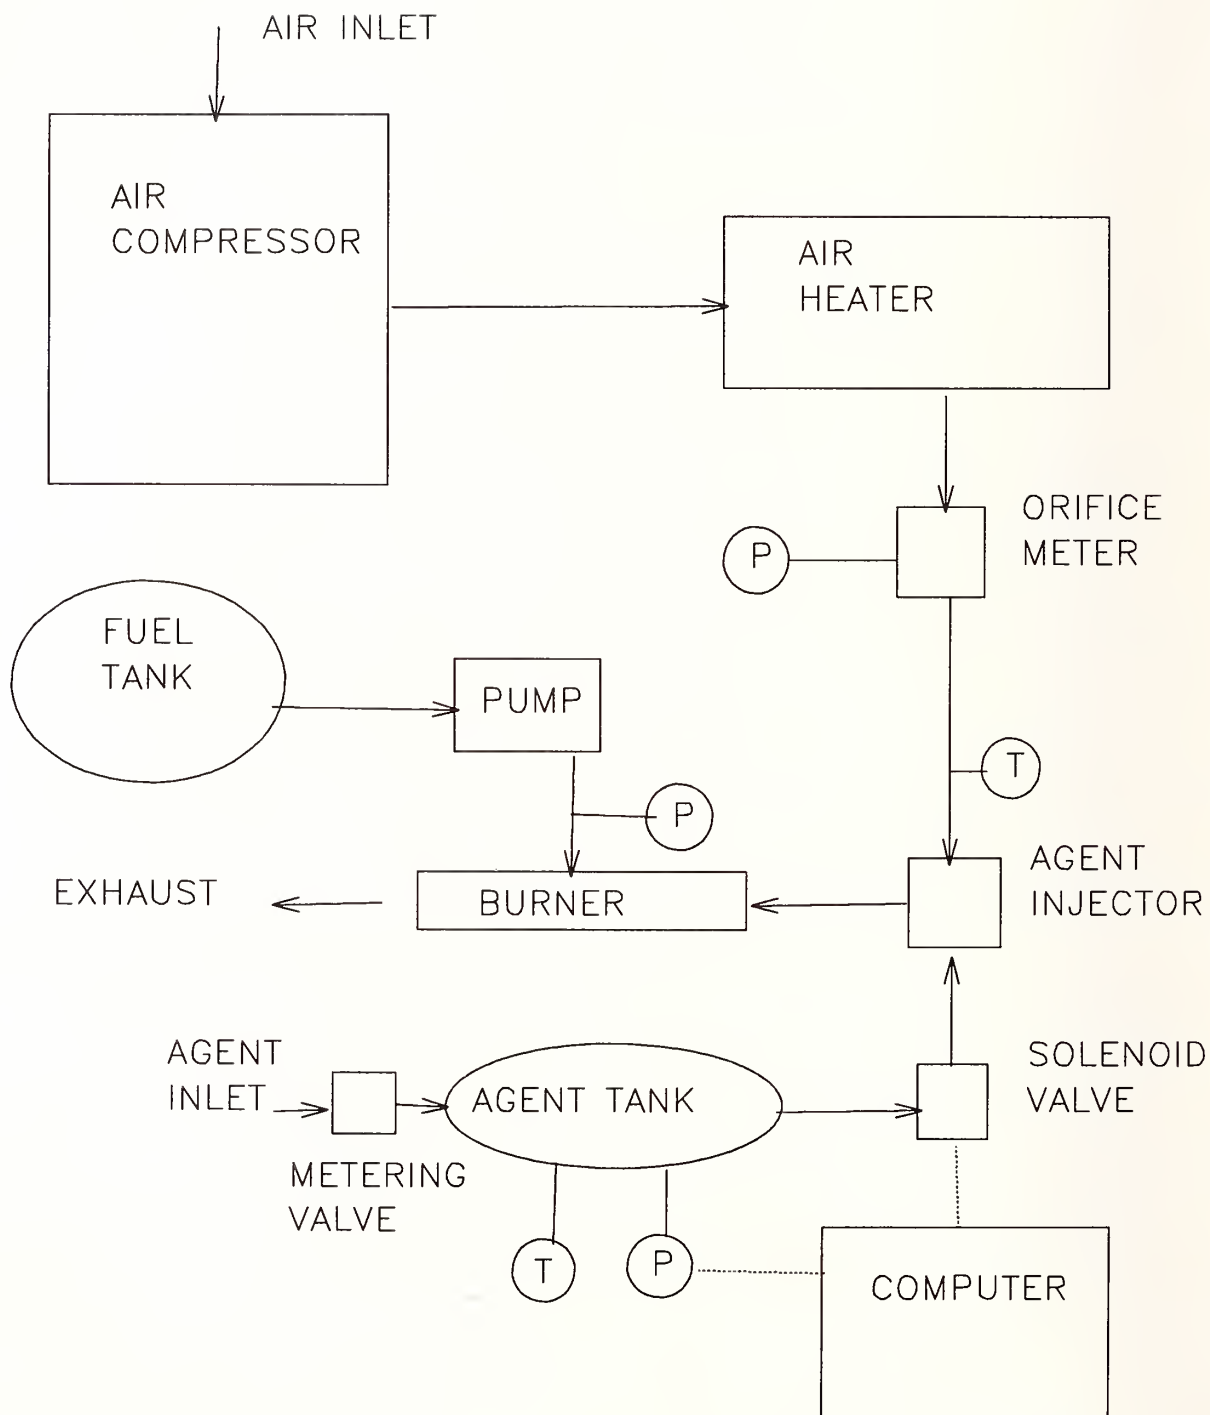 AIR INLET
AIR
COMPRESSOR
AIR
HEATER
ORIFICE
METER
P
FUEL
TANK
PUMP
T
P
AGENT
INJECTOR
EXHAUST
BURNER
AGENT
INLET
AGENT TANK
SOLENOID
VALVE
METERING
VALVE
T
P
COMPUTER